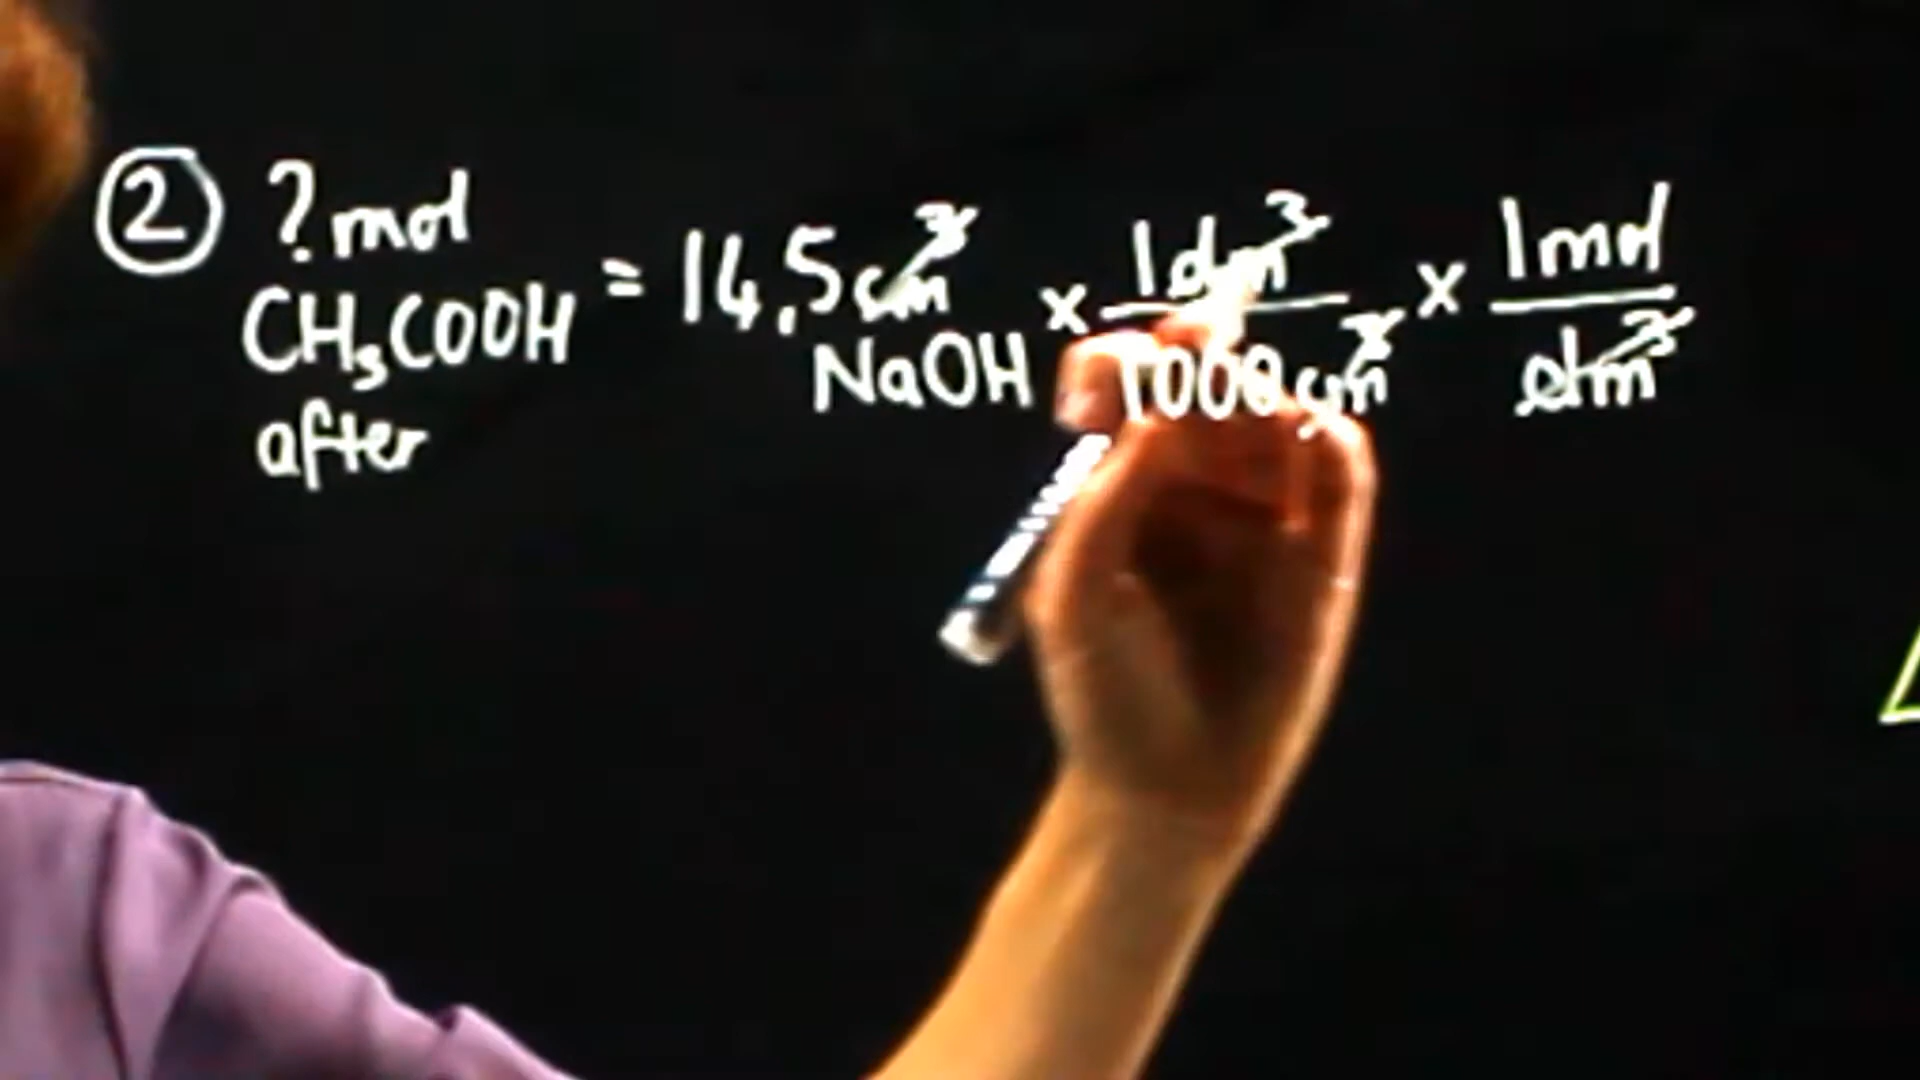 ② ? mol
CH₃COOH
after
= 14.5 cm³
NaOH
× 1 dm³ / 1000 cm³ × 1 mol / dm³